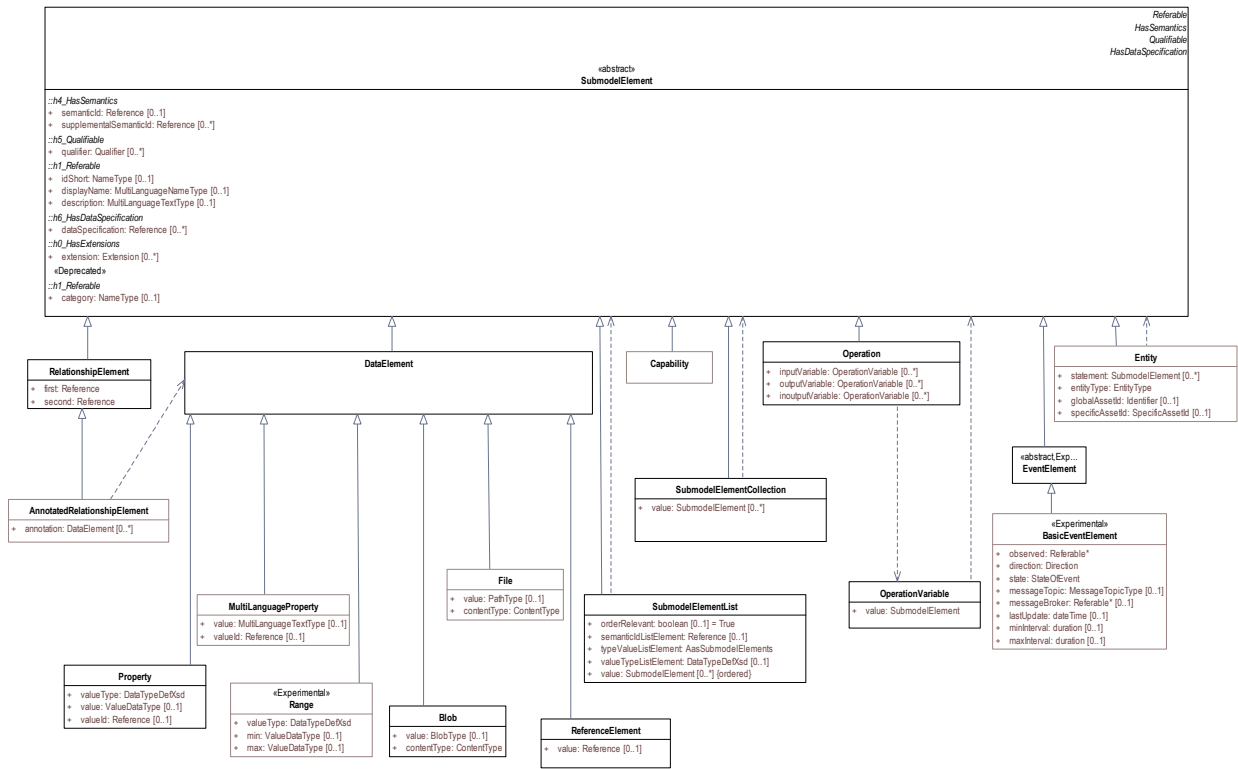 Referable
HasSemantics
Qualifiable
HasDataSpecification
«abstract»
SubmodelElement
::h4_HasSemantics
+ semanticId: Reference [0..1]
+ supplementalSemanticId: Reference [0..*]
::h5_Qualifiable
+ qualifier: Qualifier [0..*]
::h1_Referable
+ idShort: NameType [0..1]
+ displayName: MultiLanguageNameType [0..1]
+ description: MultiLanguageTextType [0..1]
::h6_HasDataSpecification
+ dataSpecification: Reference [0..*]
::h0_HasExtensions
+ extension: Extension [0..*]
«Deprecated»
::h1_Referable
+ category: NameType [0..1]
RelationshipElement
+ first: Reference
+ second: Reference
DataElement
Capability
Operation
+ inputVariable: OperationVariable [0..*]
+ outputVariable: OperationVariable [0..*]
+ inoutputVariable: OperationVariable [0..*]
Entity
+ statement: SubmodelElement [0..*]
+ entityType: EntityType
+ globalAssetId: Identifier [0..1]
+ specificAssetId: SpecificAssetId [0..1]
«abstract,Exp...
EventElement
AnnotatedRelationshipElement
+ annotation: DataElement [0..*]
SubmodelElementCollection
+ value: SubmodelElement [0..*]
«Experimental»
BasicEventElement
+ observed: Referable*
+ direction: Direction
+ state: StateOfEvent
+ messageTopic: MessageTopicType [0..1]
+ messageBroker: Referable* [0..1]
+ lastUpdate: dateTime [0..1]
+ minInterval: duration [0..1]
+ maxInterval: duration [0..1]
File
+ value: PathType [0..1]
+ contentType: ContentType
OperationVariable
+ value: SubmodelElement
MultiLanguageProperty
+ value: MultiLanguageTextType [0..1]
+ valueId: Reference [0..1]
SubmodelElementList
+ orderRelevant: boolean [0..1] = True
+ semanticIdListElement: Reference [0..1]
+ typeValueListElement: AasSubmodelElements
+ valueTypeListElement: DataTypeDefXsd [0..1]
+ value: SubmodelElement [0..*] {ordered}
Property
+ valueType: DataTypeDefXsd
+ value: ValueDataType [0..1]
+ valueId: Reference [0..1]
«Experimental»
Range
+ valueType: DataTypeDefXsd
+ min: ValueDataType [0..1]
+ max: ValueDataType [0..1]
Blob
+ value: BlobType [0..1]
+ contentType: ContentType
ReferenceElement
+ value: Reference [0..1]